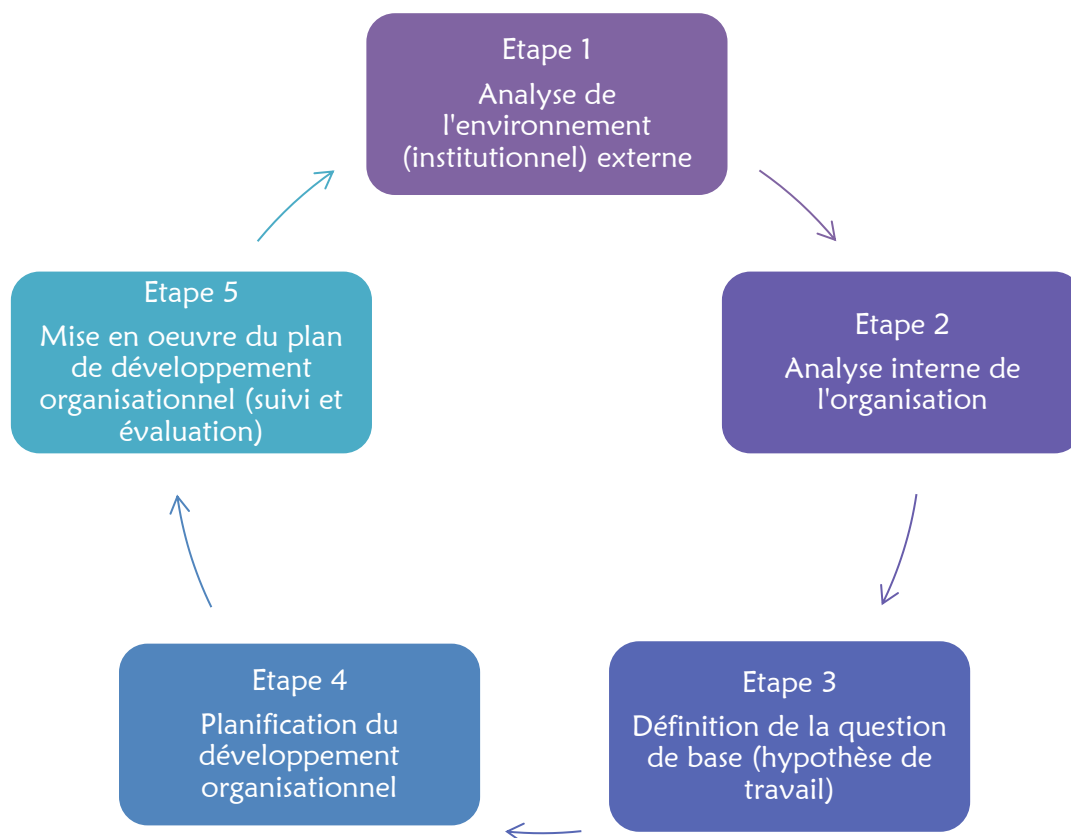 Etape 1
Analyse de
l'environnement
(institutionnel) externe
Etape 2
Analyse interne de
l'organisation
Etape 3
Définition de la question
de base (hypothèse de
travail)
Etape 4
Planification du
développement
organisationnel
Etape 5
Mise en oeuvre du plan
de développement
organisationnel (suivi et
évaluation)